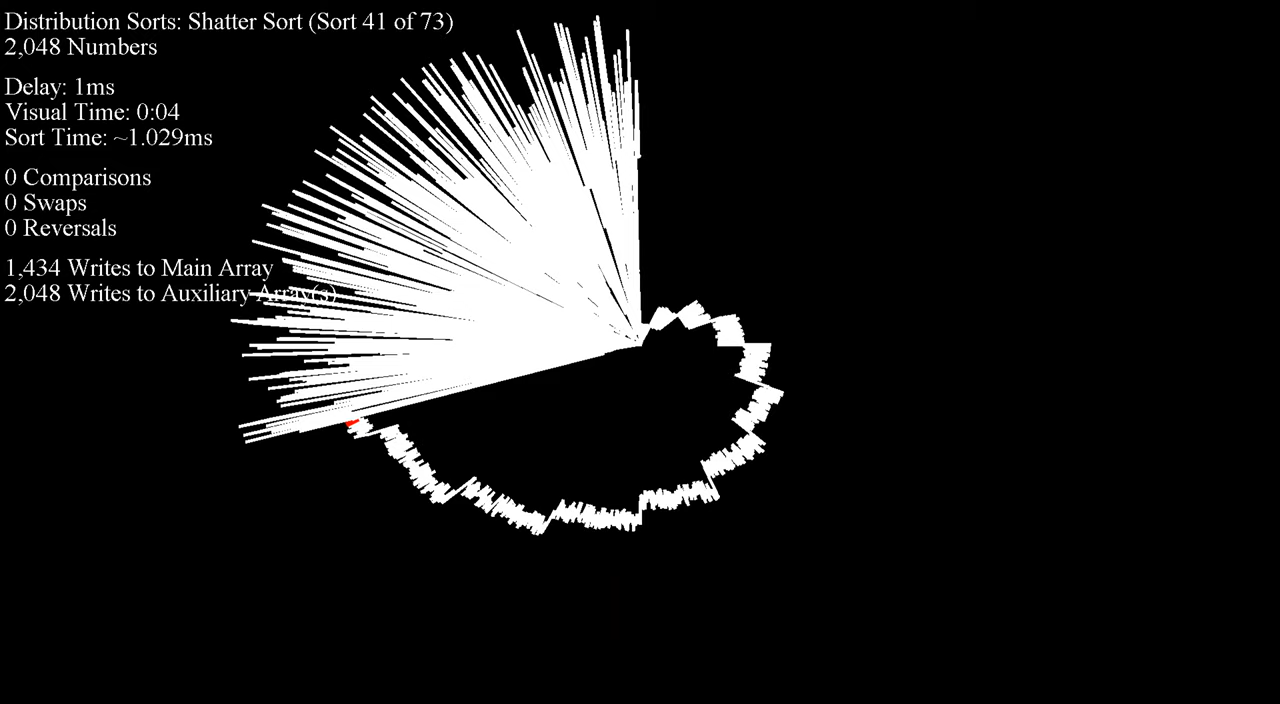 Distribution Sorts: Shatter Sort (Sort 41 of 73)
2,048 Numbers
Delay: 1ms
Visual Time: 0:04
Sort Time: ~1.029ms
0 Comparisons
0 Swaps
0 Reversals
1,434 Writes to Main Array
2,048 Writes to Auxiliary Array(s)